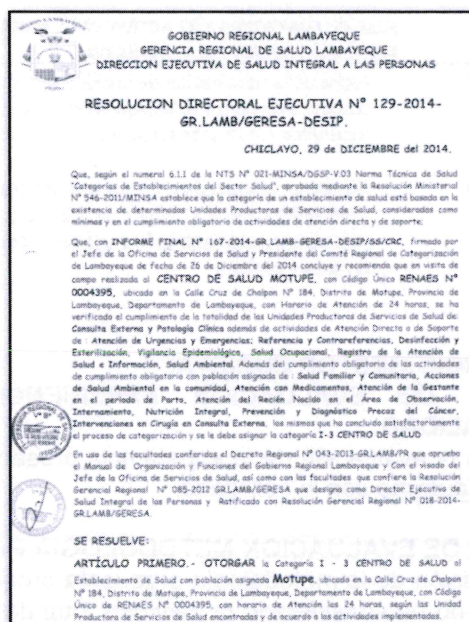 GOBIERNO REGIONAL LAMBAYEQUE
GERENCIA REGIONAL DE SALUD LAMBAYEQUE
DIRECCION EJECUTIVA DE SALUD INTEGRAL A LAS PERSONAS
RESOLUCION DIRECTORAL EJECUTIVA N° 129-2014-
GR.LAMB/GERESA-DESIP.
CHICLAYO, 29 de DICIEMBRE del 2014.
Que, según el numeral 6.1.1 de la NTS N° 021-MINSA/DGSP-V.03 Norma Técnica de Salud
"Categorías de Establecimientos del Sector Salud", aprobada mediante la Resolución Ministerial
N° 546-2011/MINSA establece que la categoría de un establecimiento de salud está basada en la
existencia de determinadas Unidades Productoras de Servicios de Salud, consideradas como
mínimas y en el cumplimiento obligatorio de actividades de atención directa y de soporte;
Que, con INFORME FINAL N° 167-2014-GR.LAMB-GERESA-DESIP/SS/CRC, firmado por
el Jefe de la Oficina de Servicios de Salud y Presidente del Comité Regional de Categorización
de Lambayeque de fecha de 26 de Diciembre del 2014 concluye y recomienda que en visita de
campo realizada al CENTRO DE SALUD MOTUPE, con Código Único RENAES N°
0004395, ubicado en la Calle Cruz de Chalpon N° 184, Distrito de Motupe, Provincia de
Lambayeque, Departamento de Lambayeque, con Horario de Atención de 24 horas, se ha
verificado el cumplimiento de la totalidad de las Unidades Productoras de Servicios de Salud de:
Consulta Externa y Patología Clínica además de actividades de Atención Directa o de Soporte
de : Atención de Urgencias y Emergencias; Referencia y Contrareferencias, Desinfección y
Esterilización, Vigilancia Epidemiológica, Salud Ocupacional, Registro de la Atención de
Salud e Información, Salud Ambiental. Además del cumplimiento obligatorio de las actividades
de cumplimiento obligatorio con población asignada de : Salud Familiar y Comunitaria, Acciones
de Salud Ambiental en la comunidad, Atención con Medicamentos, Atención de la Gestante
en el periodo de Parto, Atención del Recién Nacido en el Área de Observación,
Internamiento, Nutrición Integral, Prevención y Diagnóstico Precoz del Cáncer,
Intervenciones en Cirugía en Consulta Externa, las mismos que ha concluido satisfactoriamente
el proceso de categorización y se le debe asignar la categoría I-3 CENTRO DE SALUD
En uso de las facultades conferidas el Decreto Regional N° 043-2013-GR.LAMB/PR que aprueba
el Manual de Organización y Funciones del Gobierno Regional Lambayeque y Con el visado del
Jefe de la Oficina de Servicios de Salud, así como con las facultades que confiere la Resolución
Gerencial Regional N° 085-2012 GR.LAMB/GERESA que designa como Director Ejecutivo de
Salud Integral de las Personas y Ratificado con Resolución Gerencial Regional N° 018-2014-
GR.LAMB/GERESA.
SE RESUELVE:
ARTÍCULO PRIMERO.- OTORGAR la Categoría I - 3 CENTRO DE SALUD al
Establecimiento de Salud con población asignada Motupe, ubicado en la Calle Cruz de Chalpon
N° 184, Distrito de Motupe, Provincia de Lambayeque, Departamento de Lambayeque, con Código
Único de RENAES N° 0004395, con horario de Atención las 24 horas, según las Unidad
Productora de Servicios de Salud encontradas y de acuerdo a las actividades implementadas.